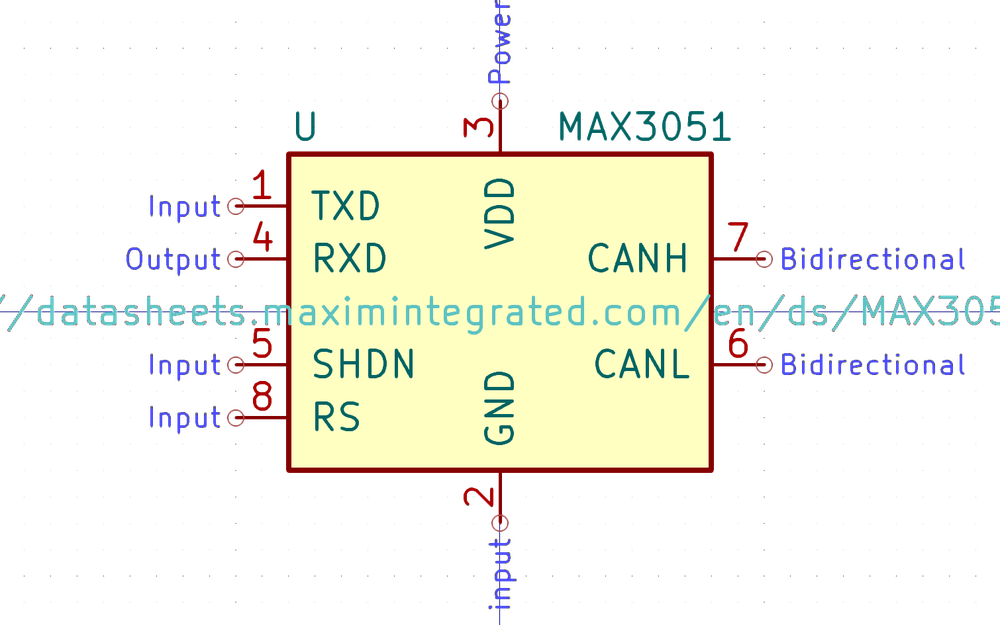 Power
U
MAX3051
3
1
Input
TXD
VDD
4
Output
RXD
7
CANH
Bidirectional
//datasheets.maximintegrated.com/en/ds/MAX305
5
Input
SHDN
6
CANL
Bidirectional
8
Input
RS
GND
2
input